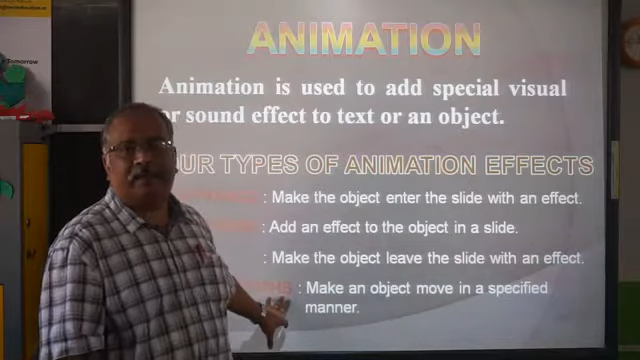 ANIMATION
Animation is used to add special visual
or sound effect to text or an object.
UR TYPES OF ANIMATION EFFECTS
: Make the object enter the slide with an effect.
: Add an effect to the object in a slide.
: Make the object leave the slide with an effect.
: Make an object move in a specified
manner.
Tomorrow